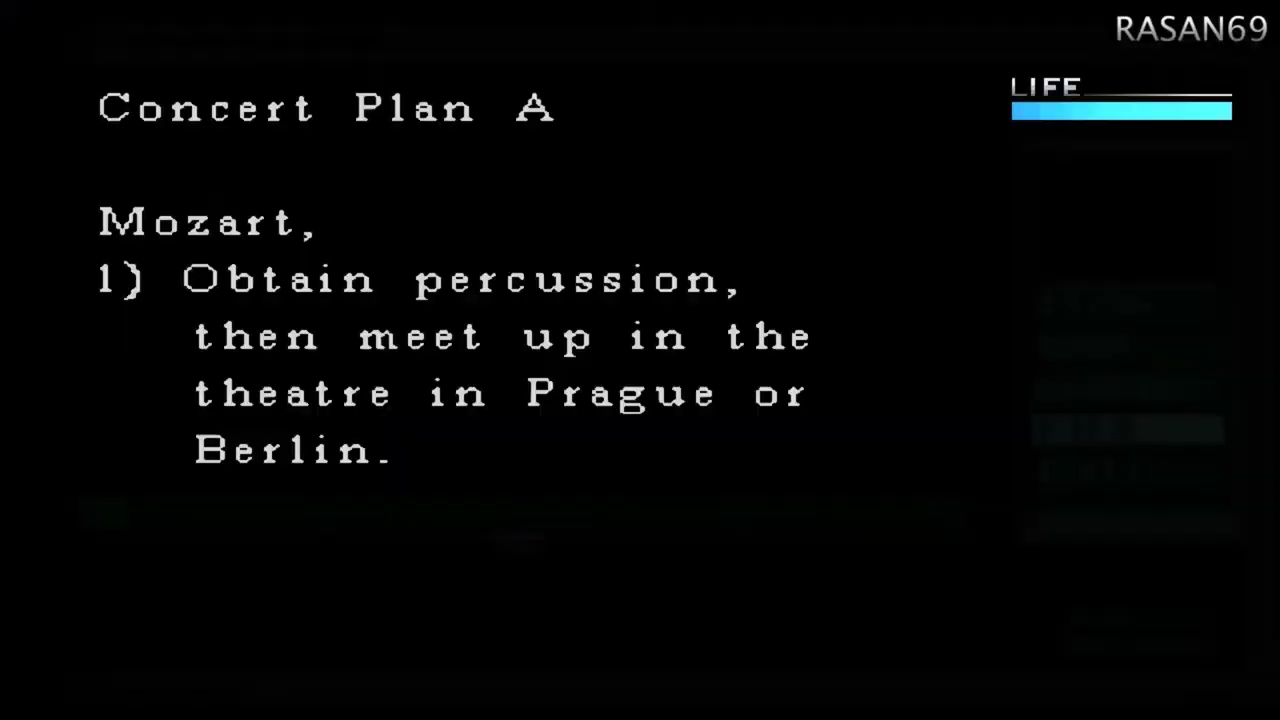 RASAN69
LIFE
Concert Plan A
Mozart,
1) Obtain percussion,
then meet up in the
theatre in Prague or
Berlin.